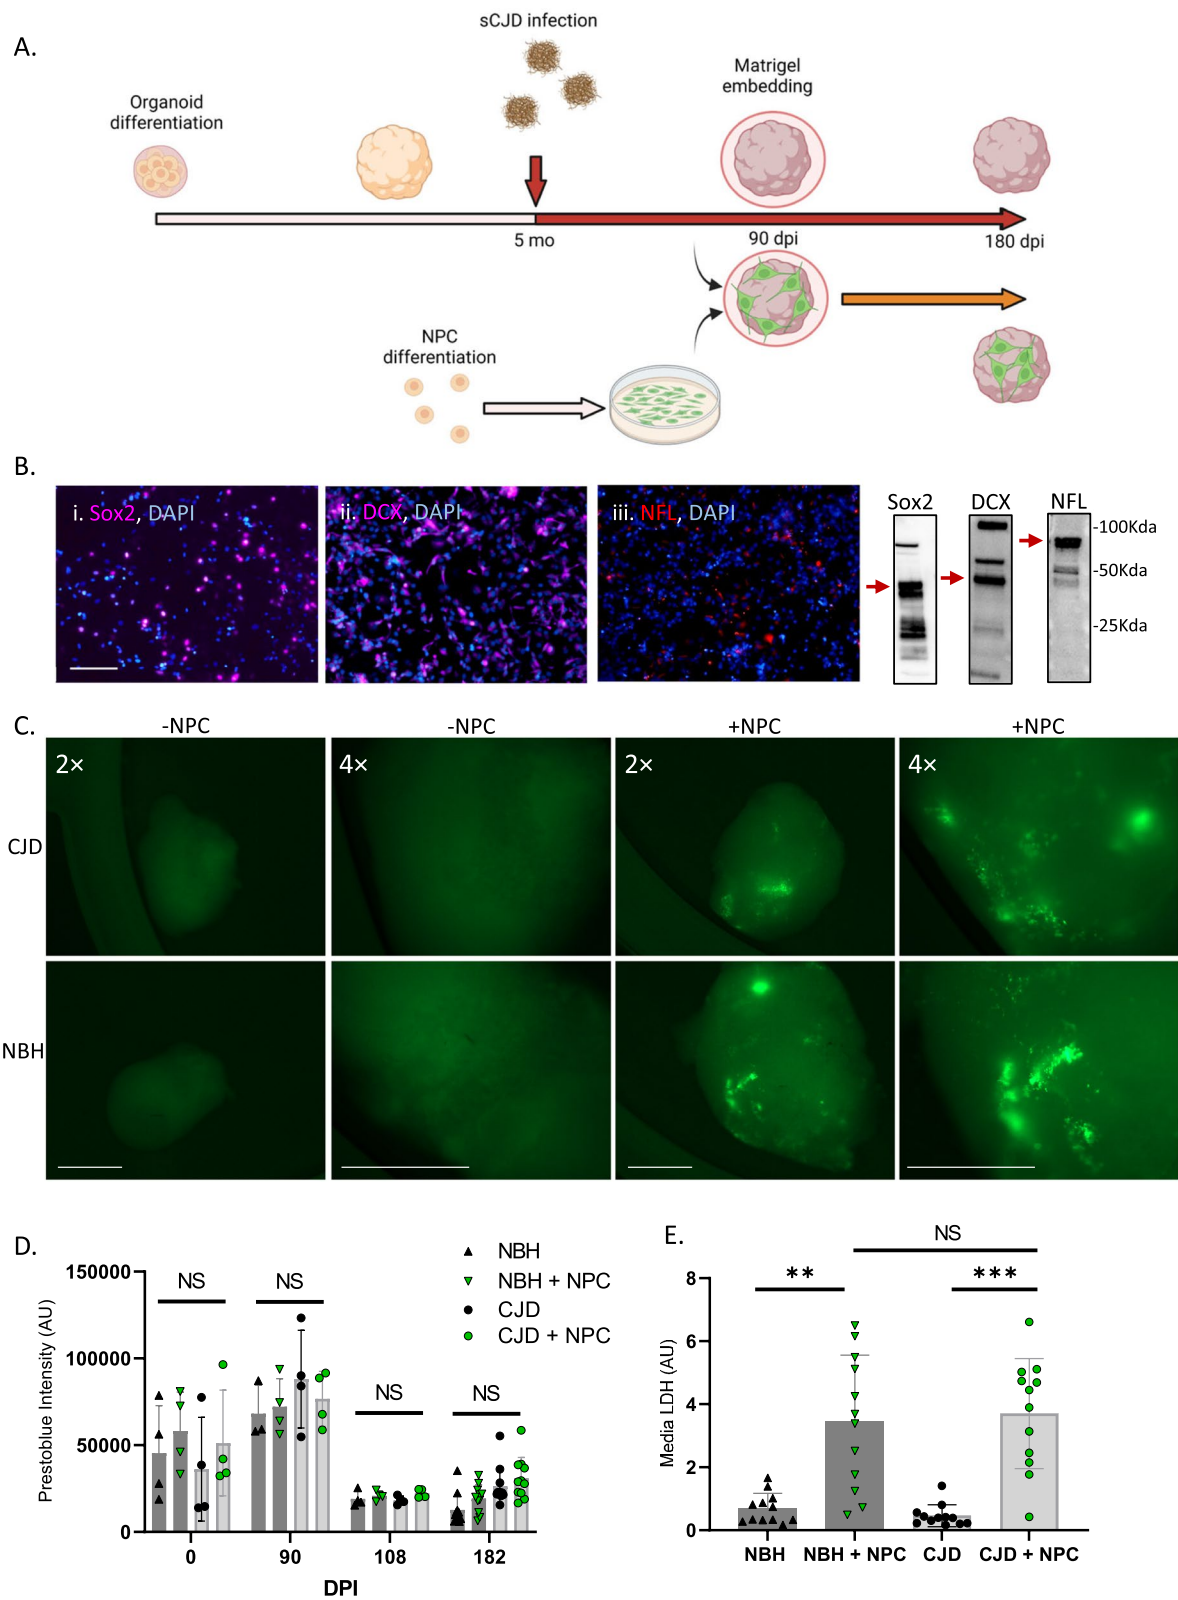 A.
sCJD infection
Organoid
differentiation
Matrigel
embedding
5 mo
90 dpi
180 dpi
NPC
differentiation
B.
i. Sox2, DAPI
ii. DCX, DAPI
iii. NFL, DAPI
Sox2
DCX
NFL
-100Kda
-50Kda
-25Kda
C.
-NPC
-NPC
+NPC
+NPC
2×
4×
2×
4×
CJD
NBH
D.
NBH
NBH + NPC
CJD
CJD + NPC
Prestoblue Intensity (AU)
150000
100000
50000
0
NS
NS
NS
NS
0
90
108
182
DPI
E.
NS
**
***
Media LDH (AU)
8
6
4
2
0
NBH
NBH + NPC
CJD
CJD + NPC